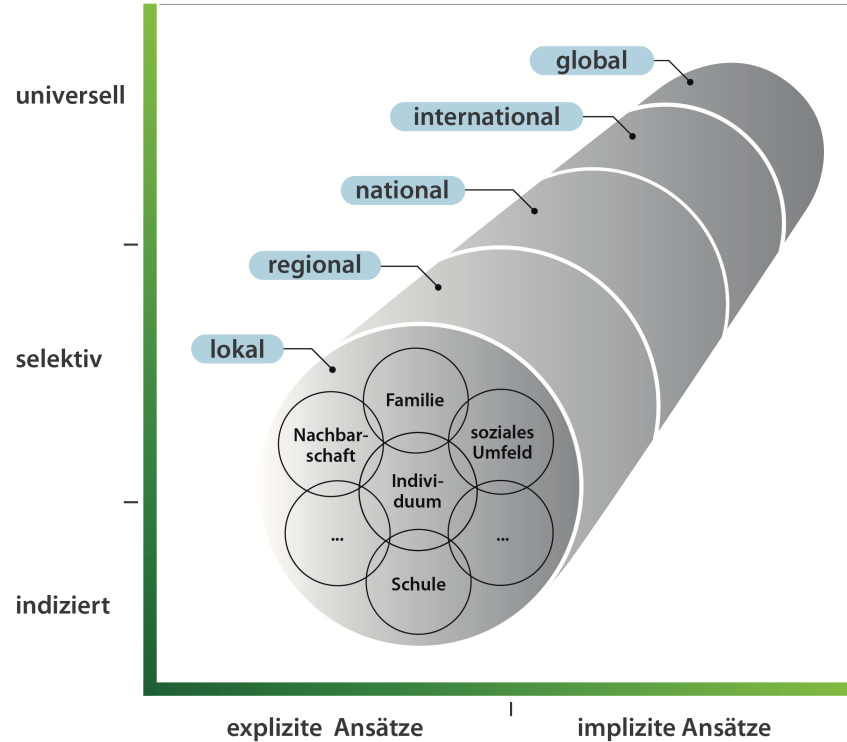 global
universell
international
national
regional
lokal
selektiv
Familie
Nachbar-
schaft
soziales
Umfeld
Indivi-
duum
...
...
Schule
indiziert
explizite Ansätze
implizite Ansätze